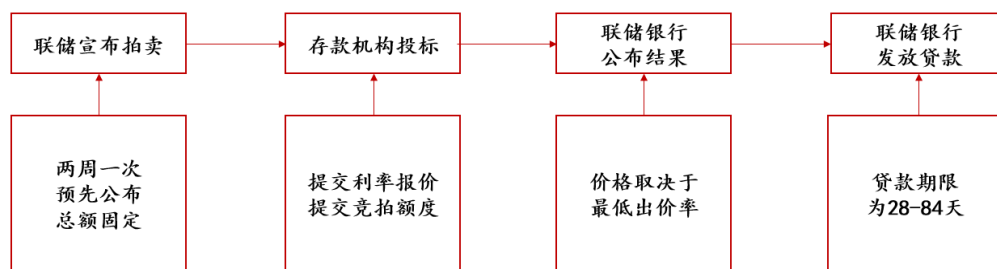 联储宣布拍卖
存款机构投标
联储银行
公布结果
联储银行
发放贷款
两周一次
预先公布
总额固定
提交利率报价
提交竞拍额度
价格取决于
最低出价率
贷款期限
为28-84天